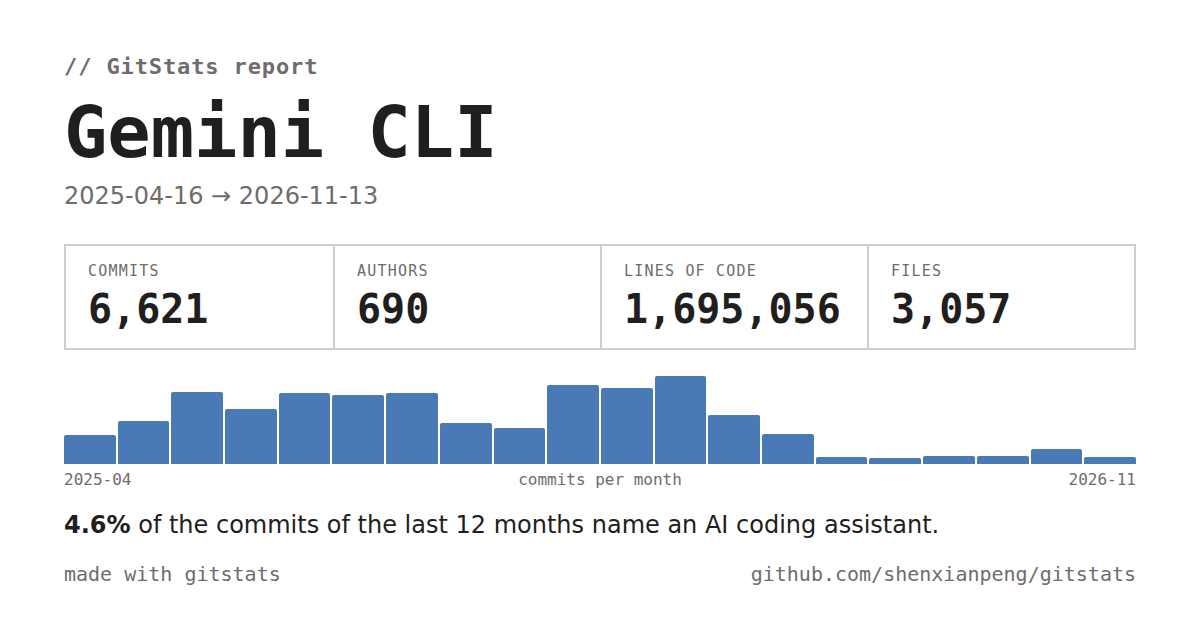 // GitStats report
Gemini CLI
2025-04-16 → 2026-11-13
COMMITS AUTHORS LINES OF CODE FILES
6,621 690 1,695,056 3,057
2025-04 commits per month 2026-11
4.6% of the commits of the last 12 months name an AI coding assistant.
made with gitstats github.com/shenxianpeng/gitstats